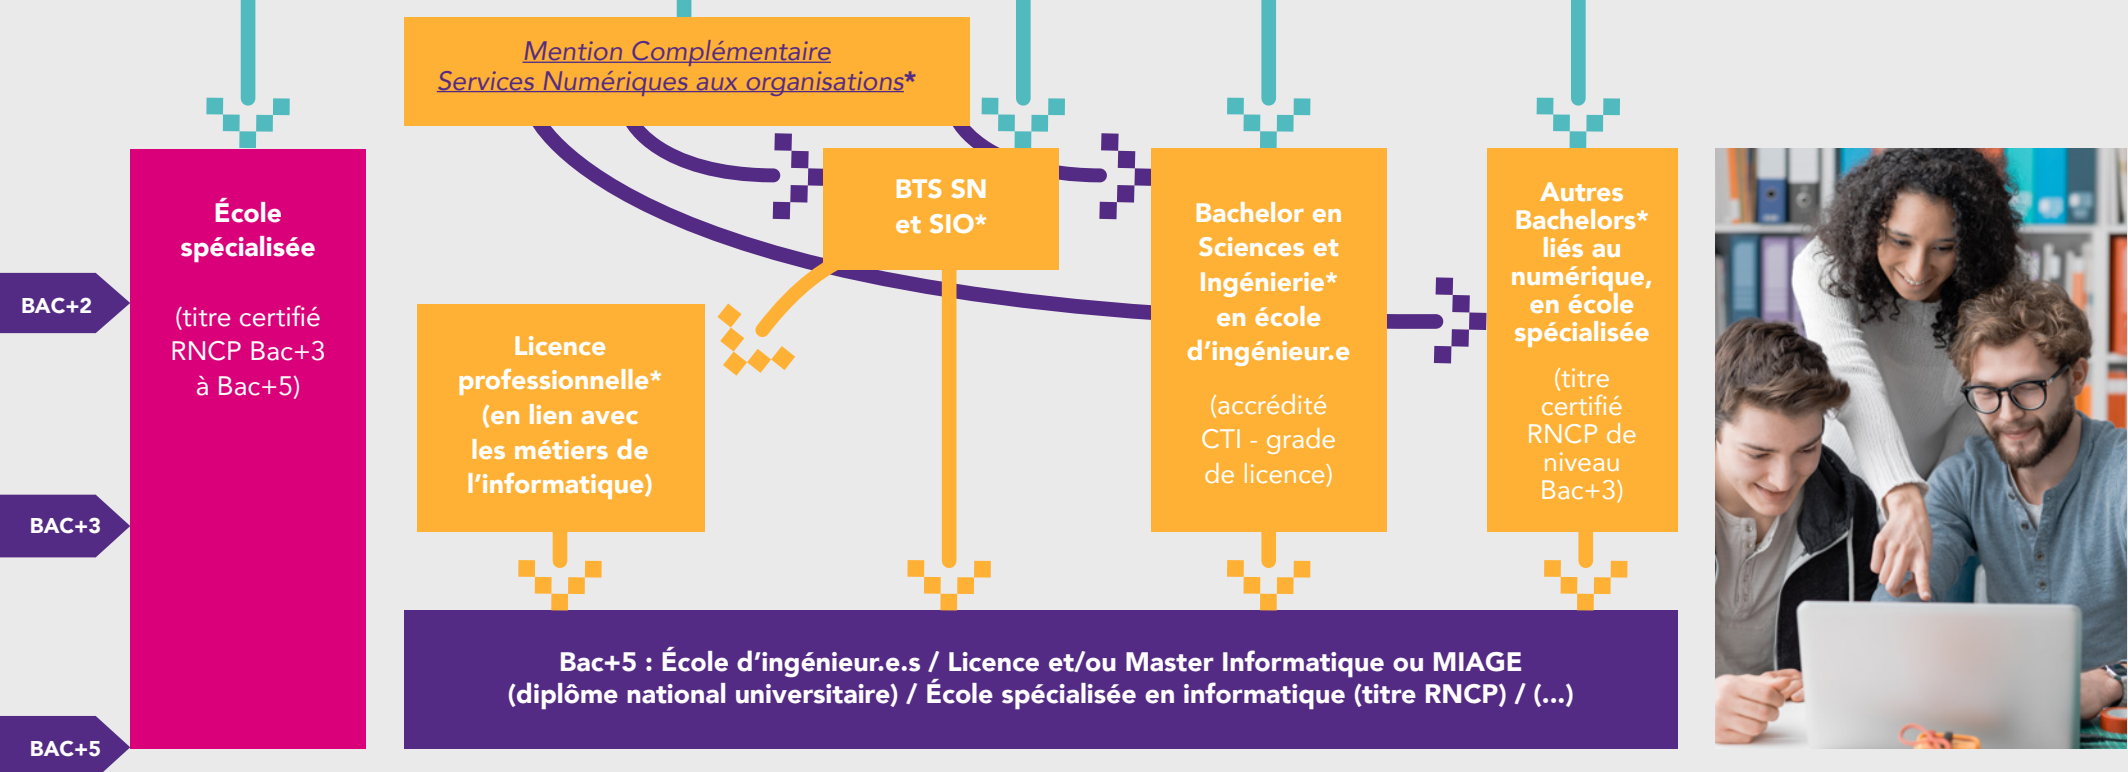 Mention Complémentaire
Services Numériques aux organisations*
École
spécialisée
(titre certifié
RNCP Bac+3
à Bac+5)
BAC+2
BAC+3
BAC+5
BTS SN
et SIO*
Licence
professionnelle*
(en lien avec
les métiers de
l’informatique)
Bachelor en
Sciences et
Ingénierie*
en école
d’ingénieur.e
(accrédité
CTI - grade
de licence)
Autres
Bachelors*
liés au
numérique,
en école
spécialisée
(titre
certifié
RNCP de
niveau
Bac+3)
Bac+5 : École d’ingénieur.e.s / Licence et/ou Master Informatique ou MIAGE
(diplôme national universitaire) / École spécialisée en informatique (titre RNCP) / (...)